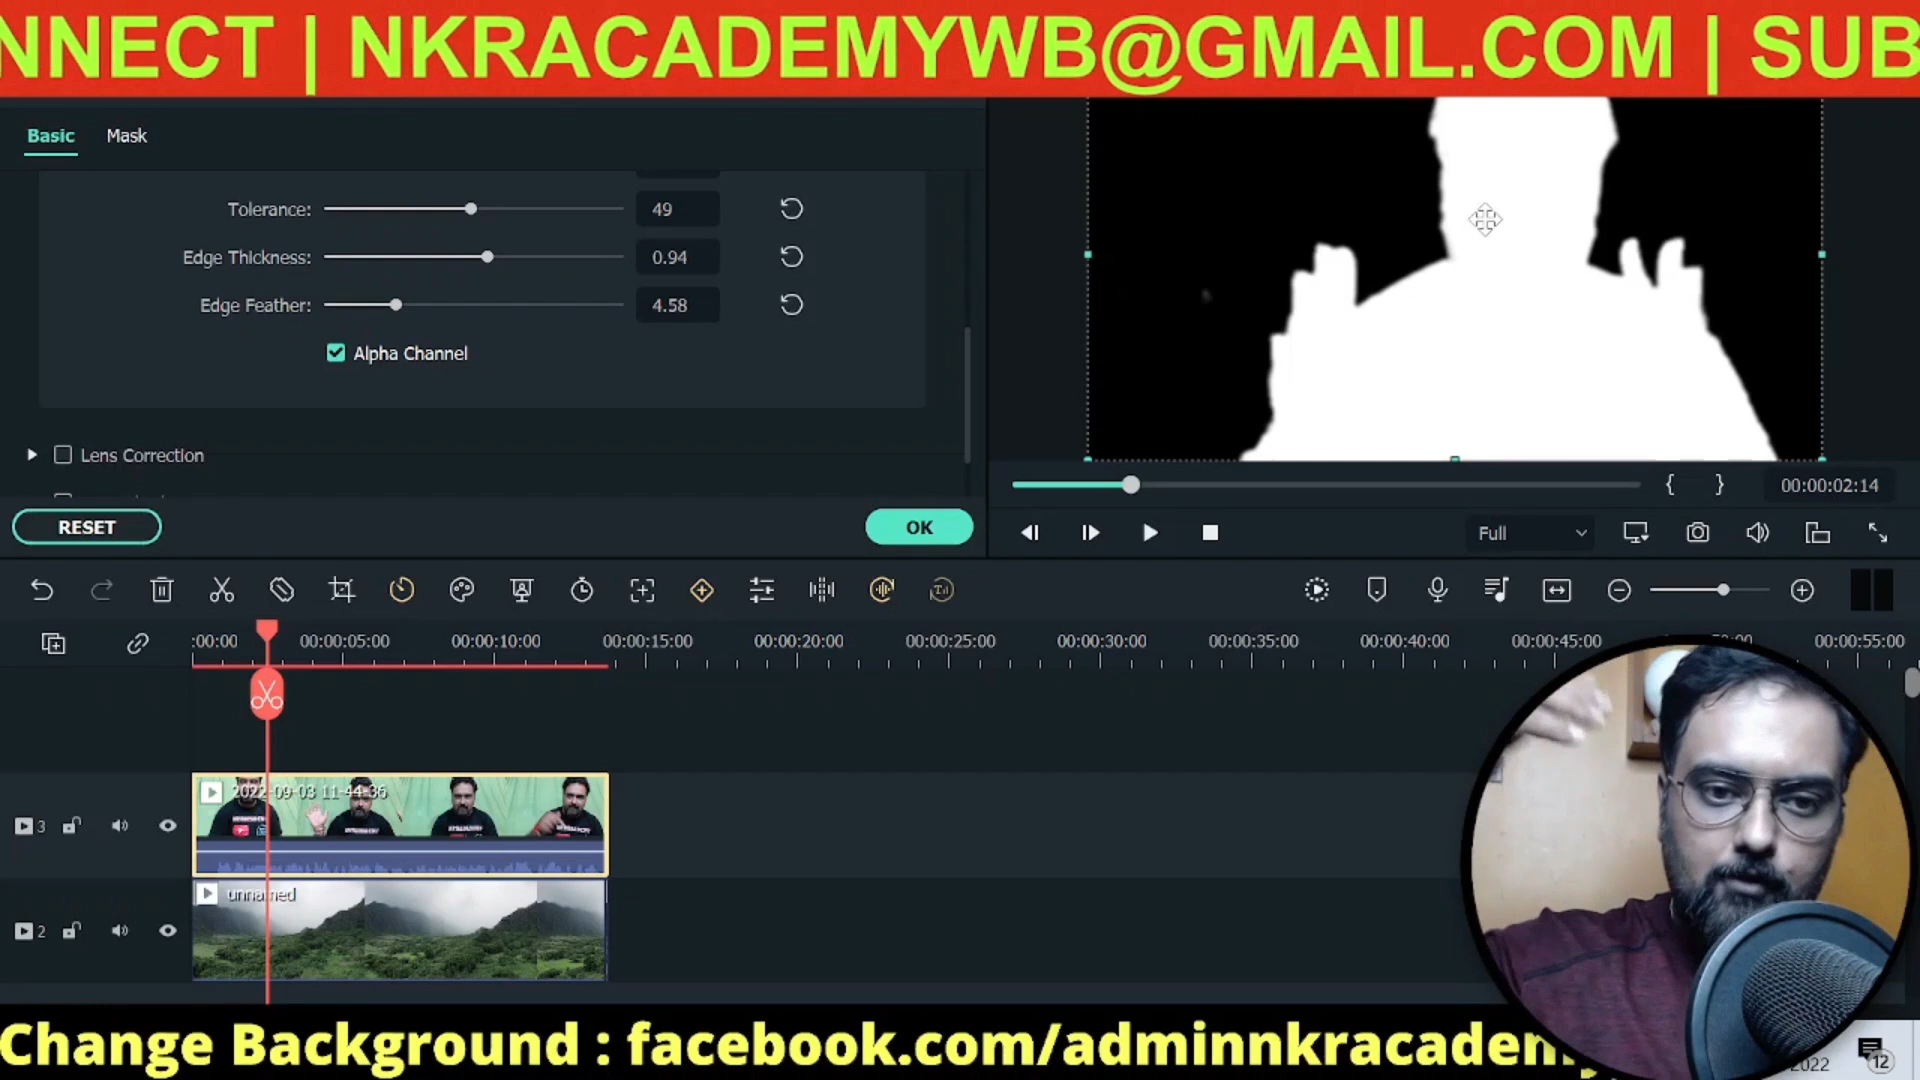 NNECT | NKRACADEMYWB@GMAIL.COM | SUB
Basic Mask
Tolerance: 49
Edge Thickness: 0.94
Edge Feather: 4.58
Alpha Channel
Lens Correction
RESET OK
{ } 00:00:02:14
Full
:00:00 00:00:05:00 00:00:10:00 00:00:15:00 00:00:20:00 00:00:25:00 00:00:30:00 00:00:35:00 00:00:40:00 00:00:45:00 00:00:55:00
2022-09-03 11-44-36
3
unnamed
2
Change Background : facebook.com/adminnkracadem
2022
12